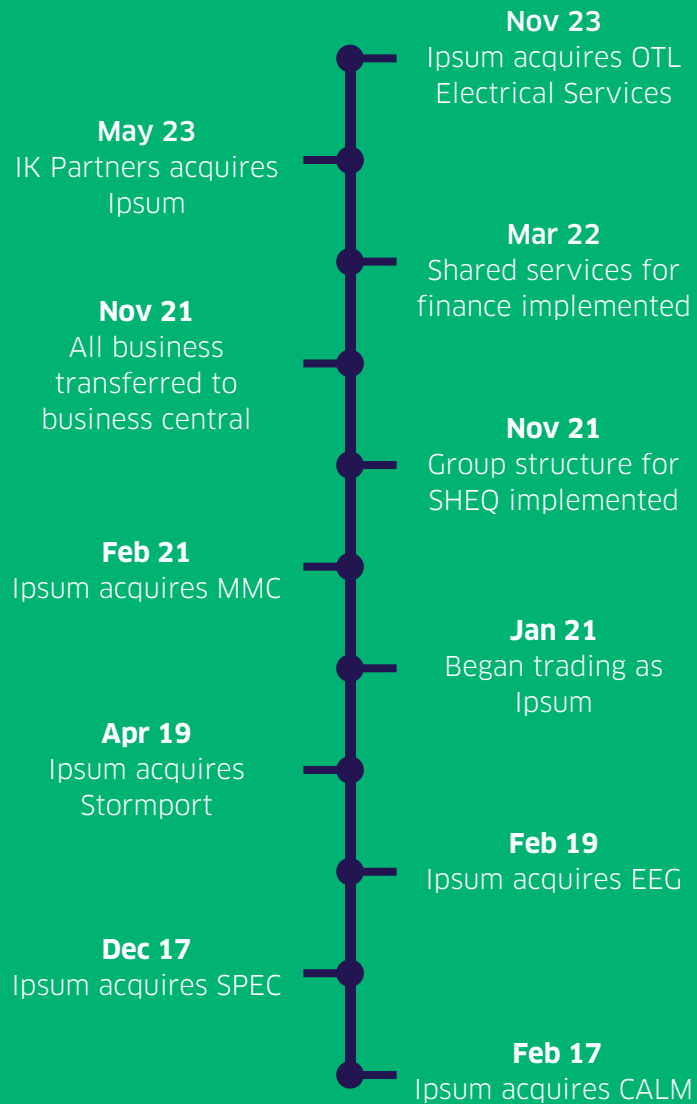 Nov 23
Ipsum acquires OTL
Electrical Services
May 23
IK Partners acquires
Ipsum
Mar 22
Shared services for
finance implemented
Nov 21
All business
transferred to
business central
Nov 21
Group structure for
SHEQ implemented
Feb 21
Ipsum acquires MMC
Jan 21
Began trading as
Ipsum
Apr 19
Ipsum acquires
Stormport
Feb 19
Ipsum acquires EEG
Dec 17
Ipsum acquires SPEC
Feb 17
Ipsum acquires CALM